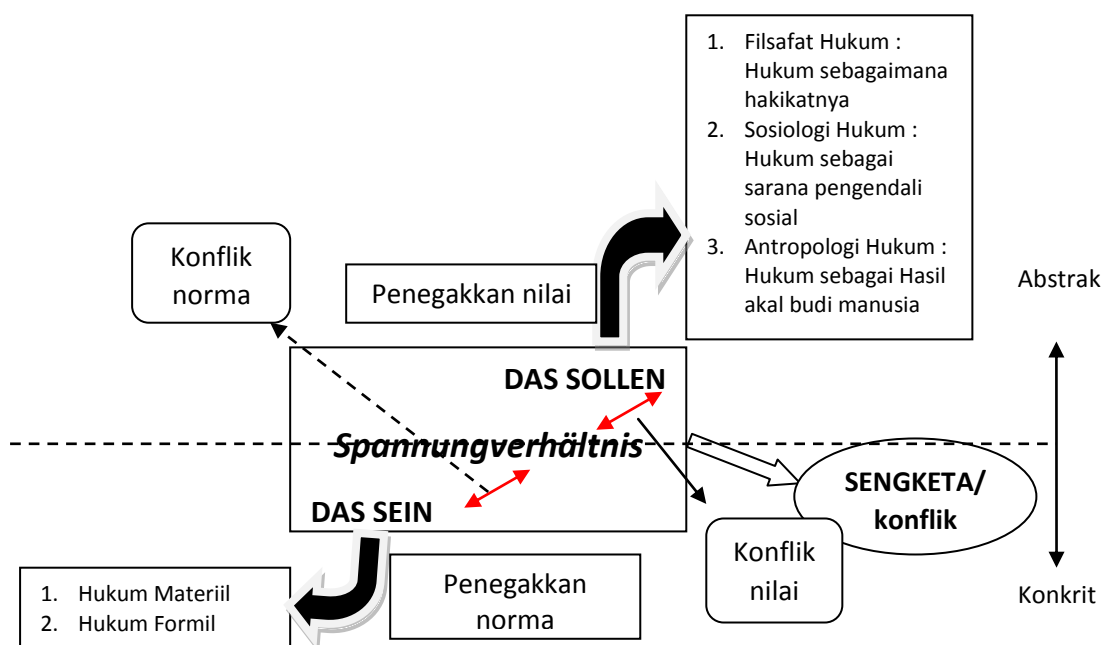 1. Filsafat Hukum :
Hukum sebagaimana
hakikatnya
2. Sosiologi Hukum :
Hukum sebagai
sarana pengendali
sosial
3. Antropologi Hukum :
Hukum sebagai Hasil
akal budi manusia
Konflik
norma
Penegakkan nilai
Abstrak
DAS SOLLEN
Spannungverhältnis
DAS SEIN
SENGKETA/
konflik
Konflik
nilai
Konkrit
1. Hukum Materiil
2. Hukum Formil
Penegakkan
norma